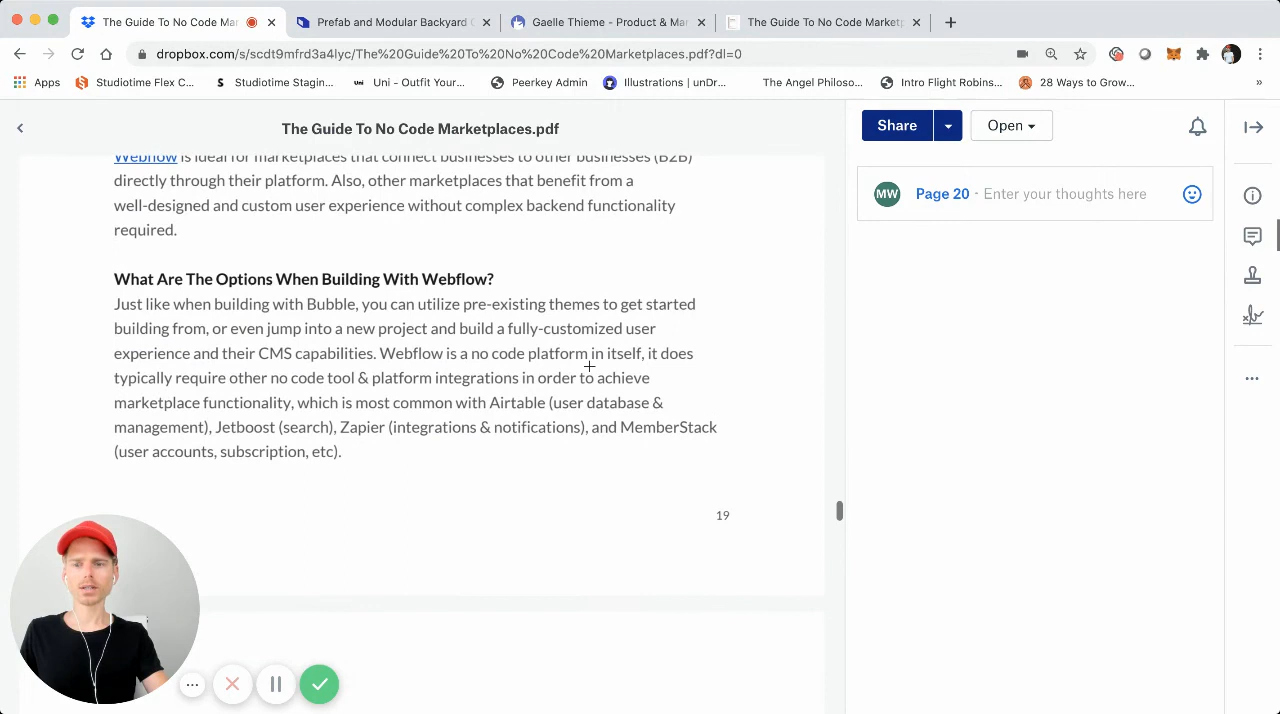 The Guide To No Code Mar
Prefab and Modular Backyard
Gaelle Thieme - Product & Ma
The Guide To No Code Marketp
dropbox.com/s/scdt9mfrd3a4lyc/The%20Guide%20To%20No%20Code%20Marketplaces.pdf?dl=0
Apps
Studiotime Flex C...
Studiotime Stagin...
uni
Uni - Outfit Your...
Peerkey Admin
Illustrations | unDr...
The Angel Philoso...
Intro Flight Robins...
28 Ways to Grow...
»
The Guide To No Code Marketplaces.pdf
Share
Open
Webflow is ideal for marketplaces that connect businesses to other businesses (B2B)
directly through their platform. Also, other marketplaces that benefit from a
well-designed and custom user experience without complex backend functionality
required.
What Are The Options When Building With Webflow?
Just like when building with Bubble, you can utilize pre-existing themes to get started
building from, or even jump into a new project and build a fully-customized user
experience and their CMS capabilities. Webflow is a no code platform in itself, it does
typically require other no code tool & platform integrations in order to achieve
marketplace functionality, which is most common with Airtable (user database &
management), Jetboost (search), Zapier (integrations & notifications), and MemberStack
(user accounts, subscription, etc).
19
MW Page 20 · Enter your thoughts here